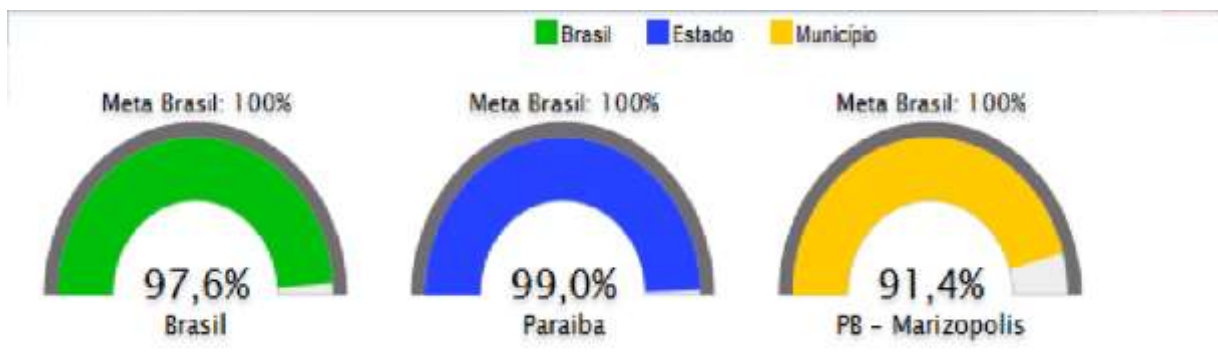 Brasil Estado Município
Meta Brasil: 100% Meta Brasil: 100% Meta Brasil: 100%
97,6% 99,0% 91,4%
Brasil Paraiba PB - Marizopolis